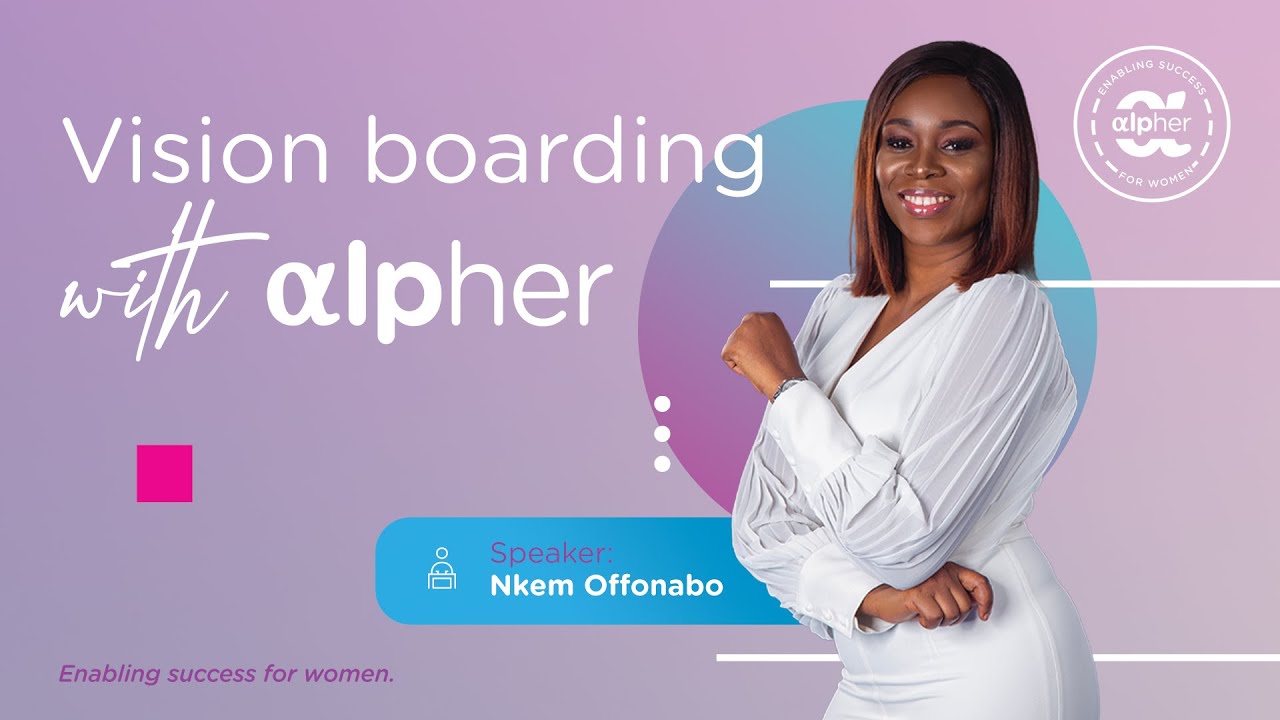 Vision boarding
with αlpher
Speaker:
Nkem Offonabo
Enabling success for women.
ENABLING SUCCESS
αlpher
FOR WOMEN